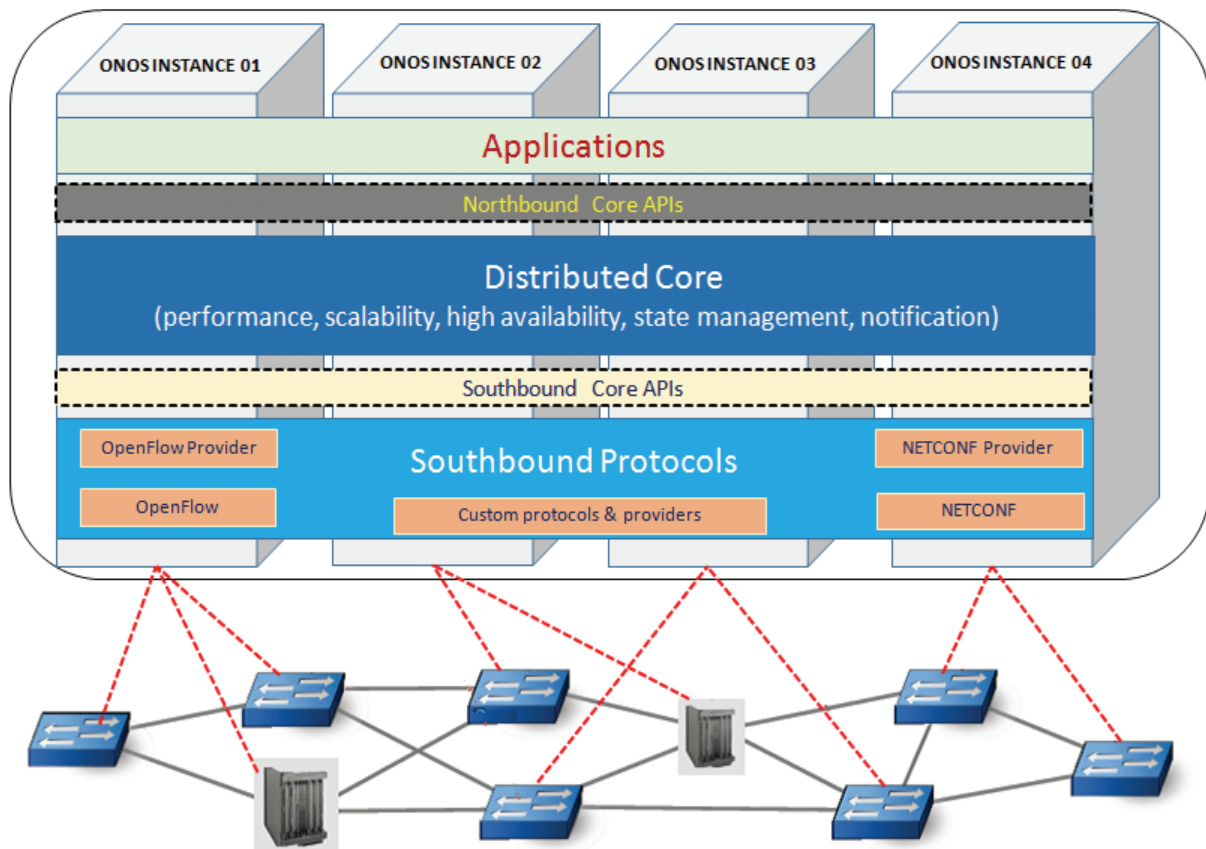 ONOS INSTANCE 01
ONOS INSTANCE 02
ONOS INSTANCE 03
ONOS INSTANCE 04
Applications
Northbound Core APIs
Distributed Core
(performance, scalability, high availability, state management, notification)
Southbound Core APIs
OpenFlow Provider
Southbound Protocols
NETCONF Provider
OpenFlow
Custom protocols & providers
NETCONF